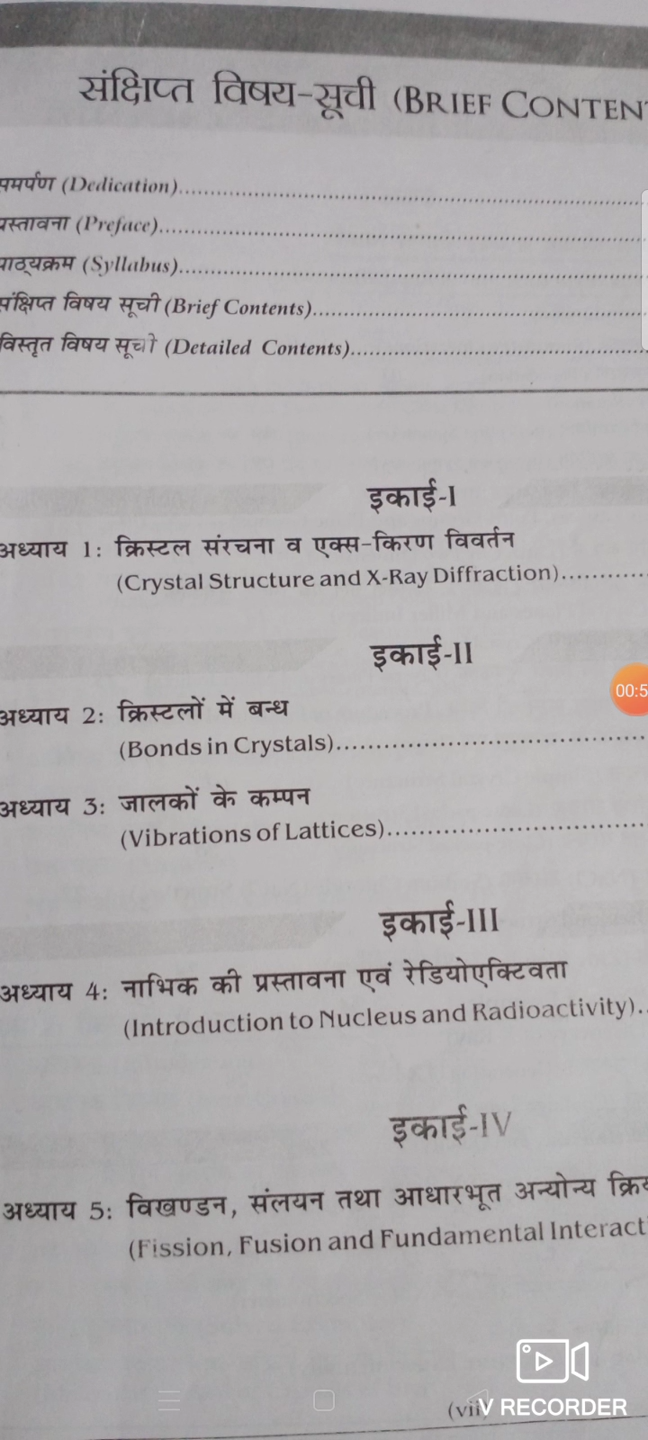 संक्षिप्त विषय-सूची (BRIEF CONTEN
(Dedication)
(Preface)
(Syllabus)
संक्षिप्त विषय सूची (Brief Contents)
विस्तृत विषय सूची (Detailed Contents)
इकाई-I
अध्याय 1: क्रिस्टल संरचना व एक्स-किरण विवर्तन
(Crystal Structure and X-Ray Diffraction)
इकाई-II
अध्याय 2: क्रिस्टलों में बन्ध
(Bonds in Crystals)
अध्याय 3: जालकों के कम्पन
(Vibrations of Lattices)
इकाई-III
अध्याय 4: नाभिक की प्रस्तावना एवं रेडियोएक्टिवता
(Introduction to Nucleus and Radioactivity)
इकाई-IV
अध्याय 5: विखण्डन, संलयन तथा आधारभूत अन्योन्य
(Fission, Fusion and Fundamental Interact
00:5
V RECORDER